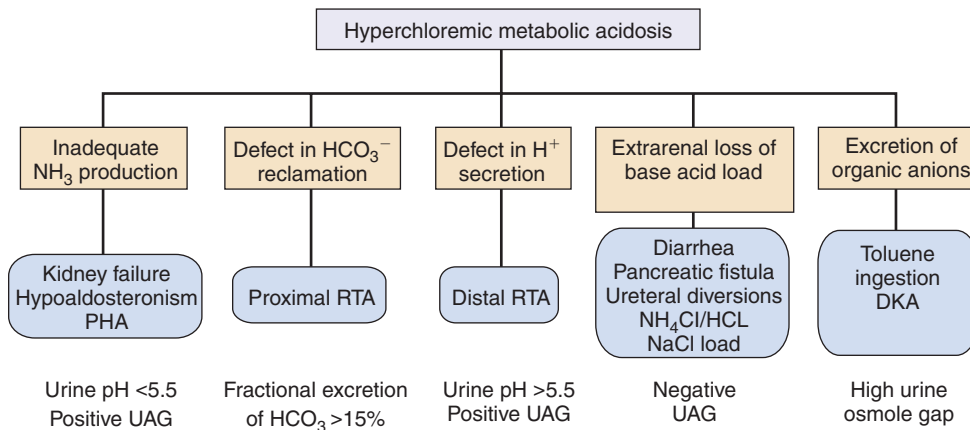 Hyperchloremic metabolic acidosis
Inadequate
NH₃ production
Defect in HCO₃⁻
reclamation
Defect in H⁺
secretion
Extrarenal loss of
base acid load
Excretion of
organic anions
Kidney failure
Hypoaldosteronism
PHA
Proximal RTA
Distal RTA
Diarrhea
Pancreatic fistula
Ureteral diversions
NH₄Cl/HCL
NaCl load
Toluene
ingestion
DKA
Urine pH <5.5
Positive UAG
Fractional excretion
of HCO₃ >15%
Urine pH >5.5
Positive UAG
Negative
UAG
High urine
osmole gap